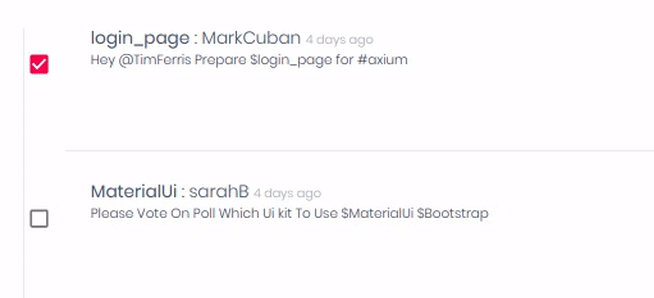 login_page : MarkCuban 4 days ago
Hey @TimFerris Prepare $login_page for #axium
MaterialUi : sarahB 4 days ago
Please Vote On Poll Which Ui kit To Use $MaterialUi $Bootstrap